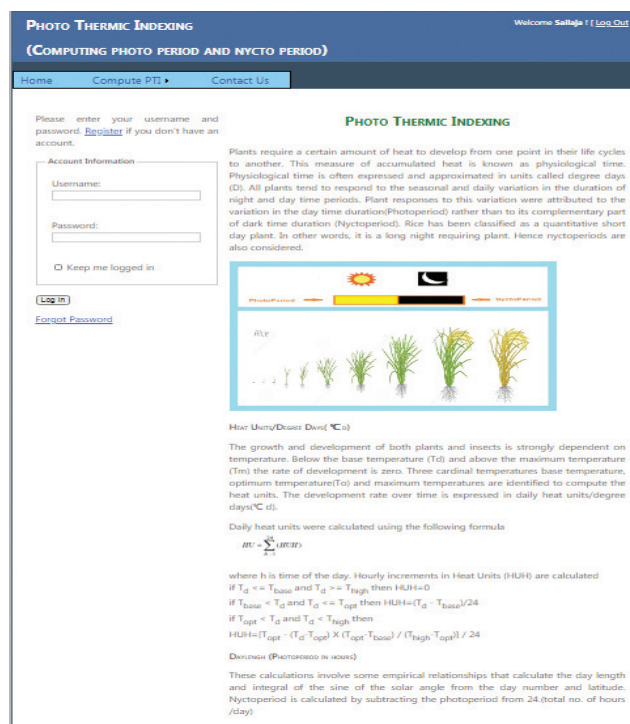 PHOTO THERMIC INDEXING
Welcome Sailaja ! [ Log Out
(COMPUTING PHOTO PERIOD AND NYCTO PERIOD)
Home Compute PTI Contact Us
Please enter your username and
password. Register if you don't have an
account.
Account Information
Username:
Password:
Keep me logged in
Log In
Forgot Password
PHOTO THERMIC INDEXING
Plants require a certain amount of heat to develop from one point in their life cycles
to another. This measure of accumulated heat is known as physiological time.
Physiological time is often expressed and approximated in units called degree days
(D). All plants tend to respond to the seasonal and daily variation in the duration of
night and day time periods. Plant responses to this variation were attributed to the
variation in the day time duration(Photoperiod) rather than to its complementary part
of dark time duration (Nyctoperiod). Rice has been classified as a quantitative short
day plant. In other words, it is a long night requiring plant. Hence nyctoperiods are
also considered.
PhotoPeriod NyctoPeriod
Rice
HEAT UNITS/DEGREE DAYS( °C D)
The growth and development of both plants and insects is strongly dependent on
temperature. Below the base temperature (Td) and above the maximum temperature
(Tm) the rate of development is zero. Three cardinal temperatures base temperature,
optimum temperature(To) and maximum temperatures are identified to compute the
heat units. The development rate over time is expressed in daily heat units/degree
days(°C d).
Daily heat units were calculated using the following formula
HU = ∑ (HUH)
where h is time of the day. Hourly increments in Heat Units (HUH) are calculated
if Td <= Tbase and Td >= Thigh then HUH=0
if Tbase < Td and Td <= Topt then HUH=(Td - Tbase)/24
if Topt < Td and Td < Thigh then
HUH=[Topt - (Td-Topt) X (Topt-Tbase) / (Thigh-Topt)] / 24
DAYLENGH (PHOTOPERIOD IN HOURS)
These calculations involve some empirical relationships that calculate the day length
and integral of the sine of the solar angle from the day number and latitude.
Nyctoperiod is calculated by subtracting the photoperiod from 24.(total no. of hours
/day)